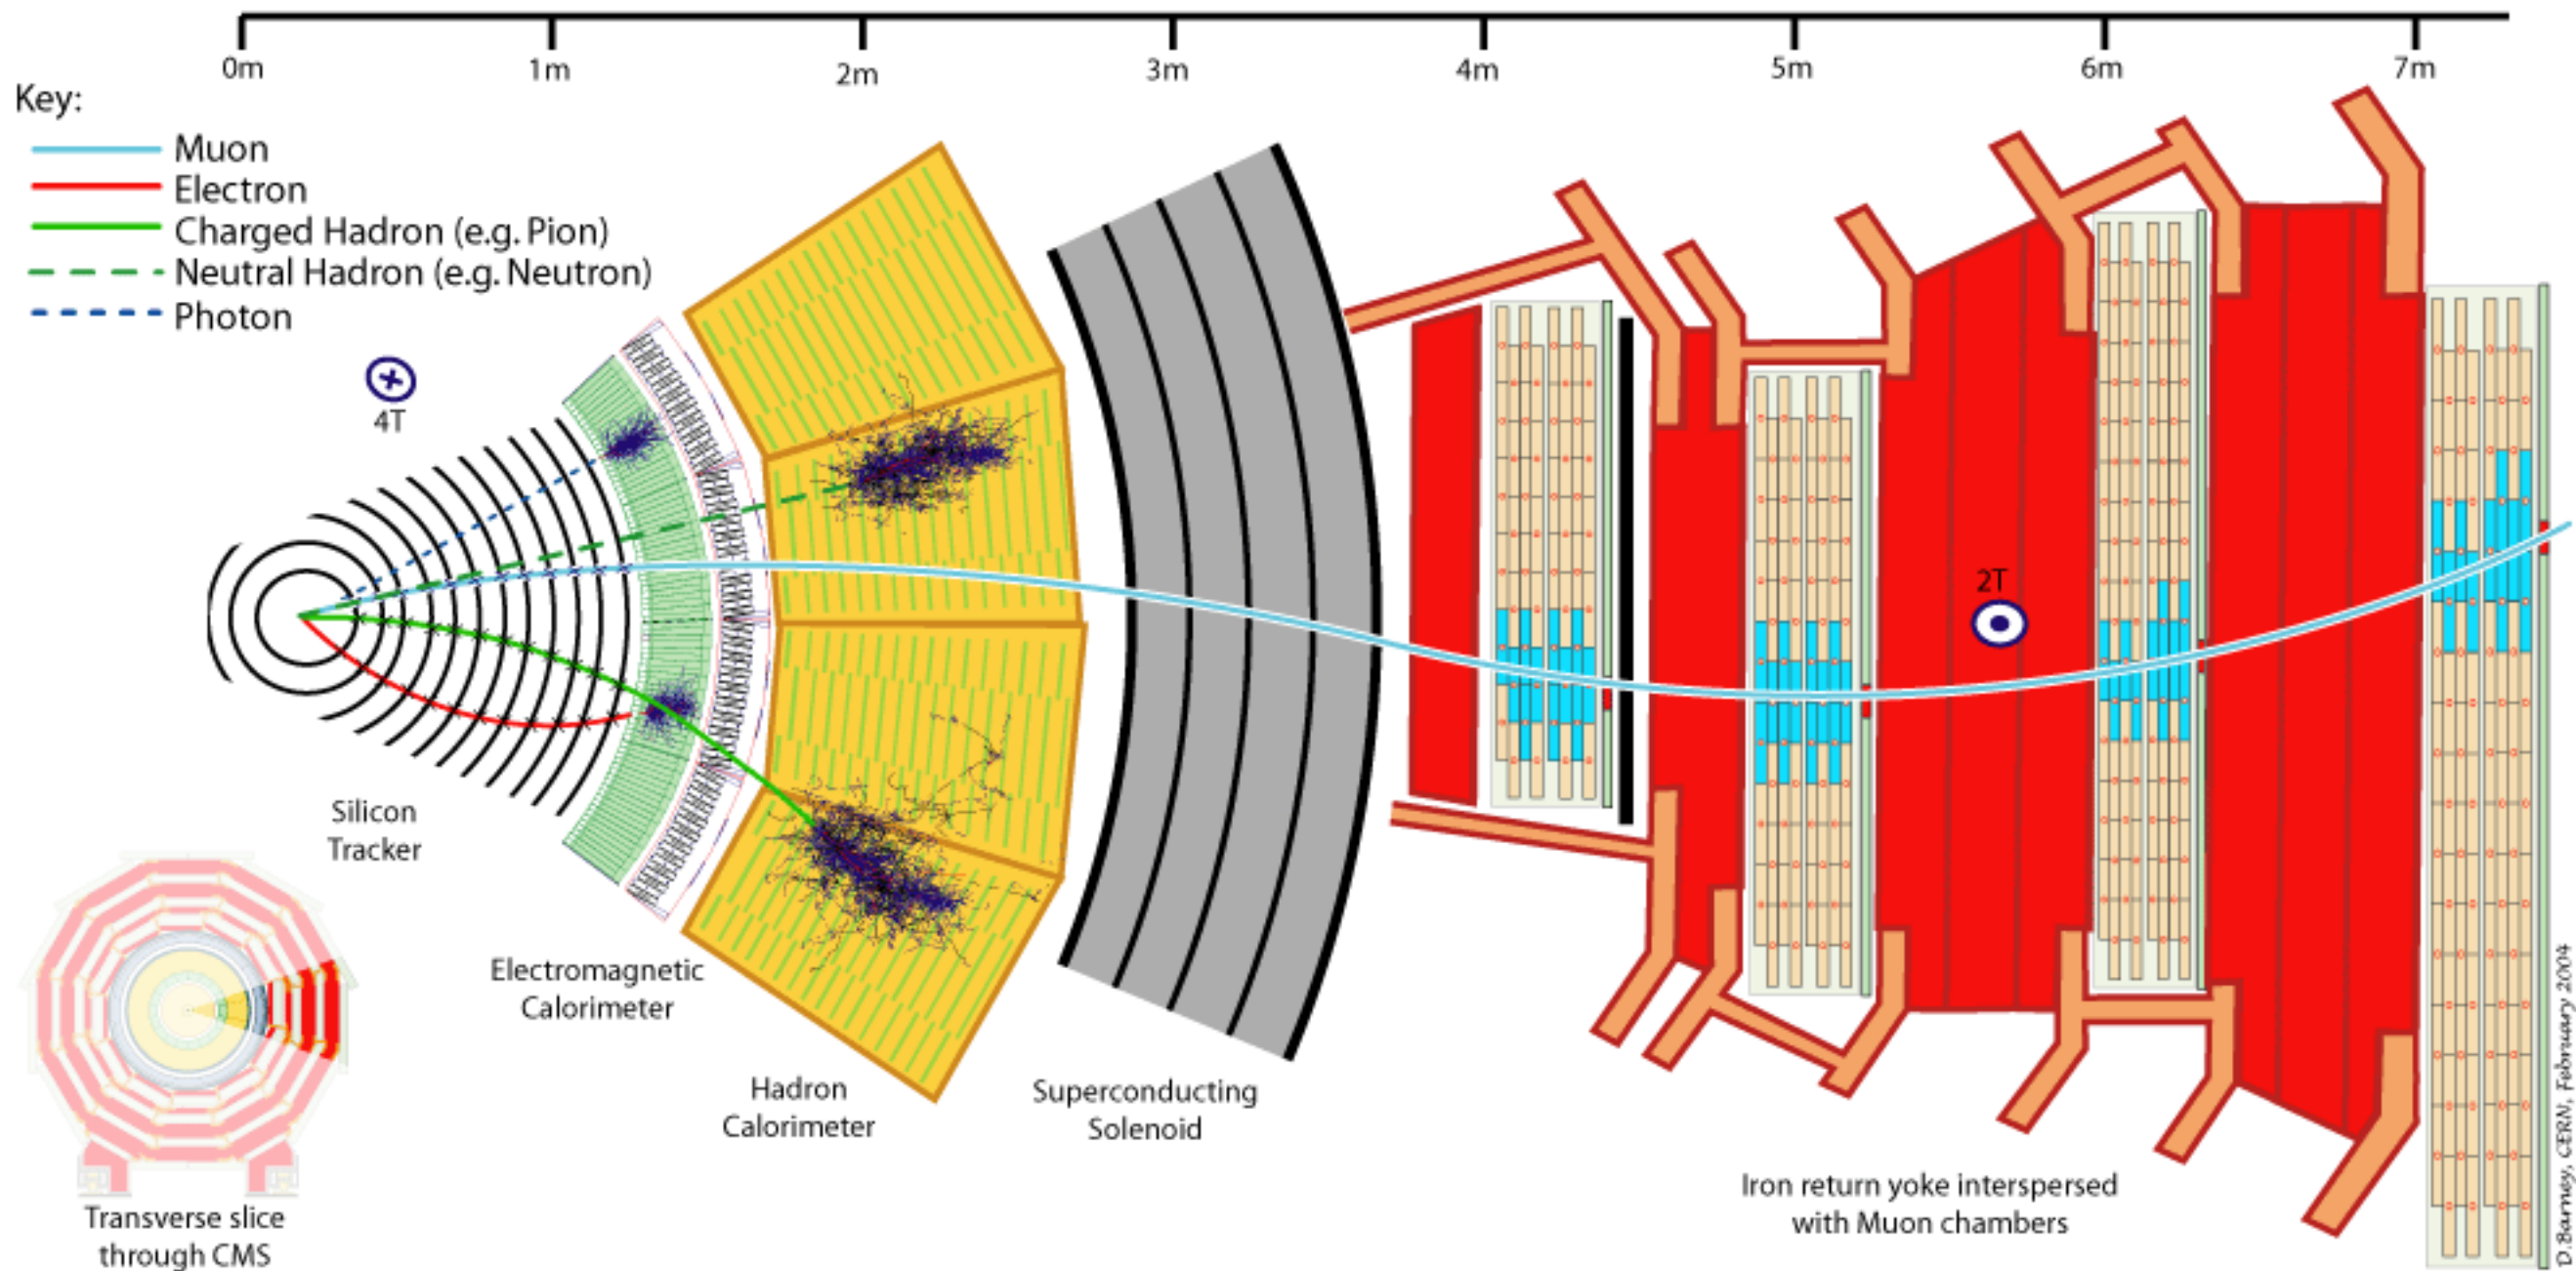 0m 1m 2m 3m 4m 5m 6m 7m
Key:
Muon
Electron
Charged Hadron (e.g. Pion)
Neutral Hadron (e.g. Neutron)
Photon
4T
2T
Silicon
Tracker
Electromagnetic
Calorimeter
Hadron
Calorimeter
Superconducting
Solenoid
Iron return yoke interspersed
with Muon chambers
Transverse slice
through CMS
D.Barney, CERN, February 2004